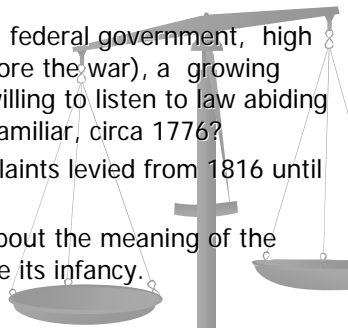 federal government, high
ore the war), a growing
willing to listen to law abiding
amiliar, circa 1776?
laints levied from 1816 until
bout the meaning of the
e its infancy.